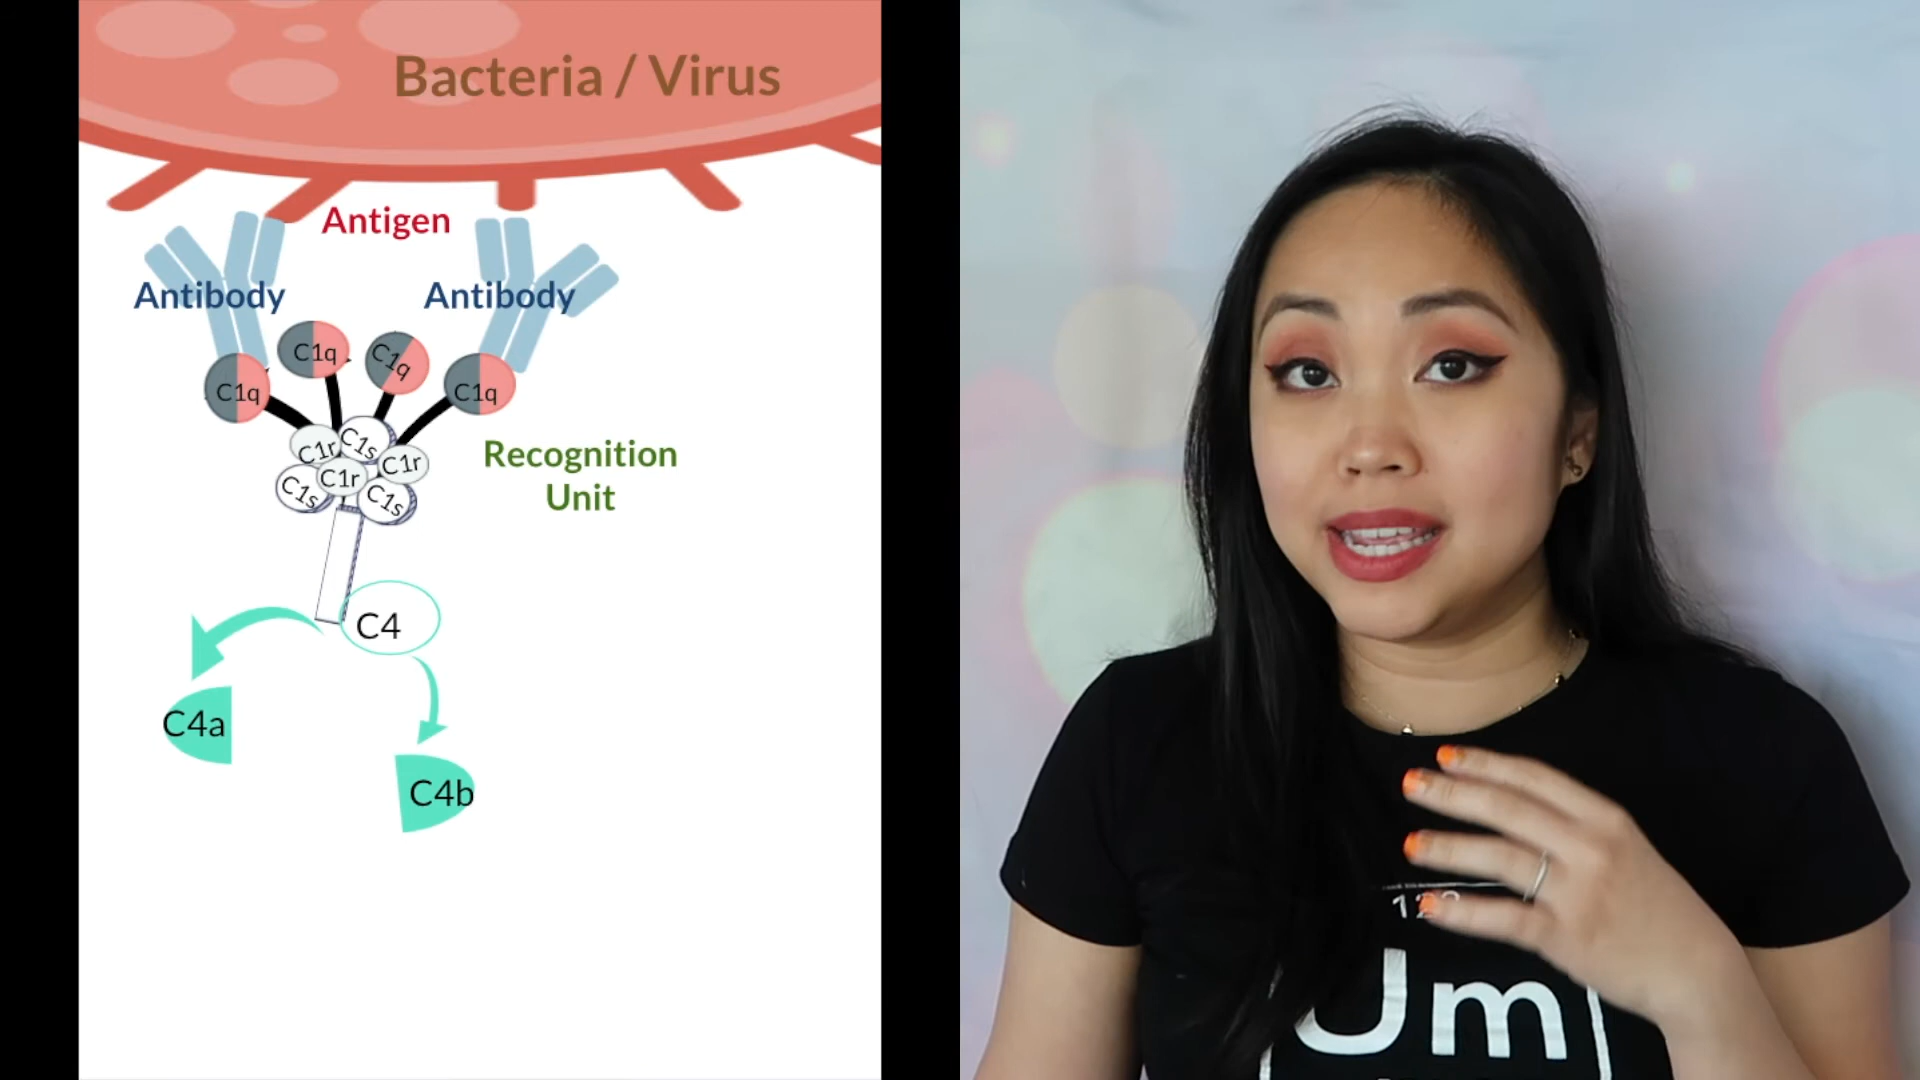 Bacteria / Virus
Antigen
Antibody
Antibody
C1q
C1q
C1q
C1q
C1r
C1s
C1r
C1r
C1s
C1s
Recognition
Unit
C4
C4a
C4b
Um